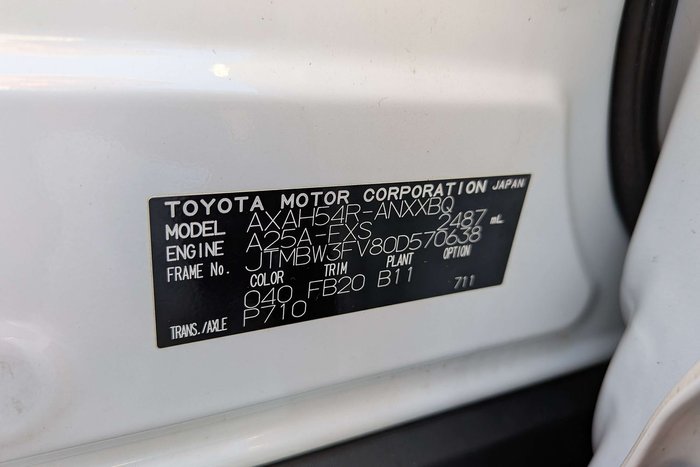 TOYOTA MOTOR CORPORATION JAPAN
MODEL AXAH54R-ANXXBQ
ENGINE A25A-FXS 2487 mL
FRAME No. JTMBW3FV80D570638
COLOR TRIM PLANT OPTION
040 FB20 B11 711
TRANS./AXLE P710